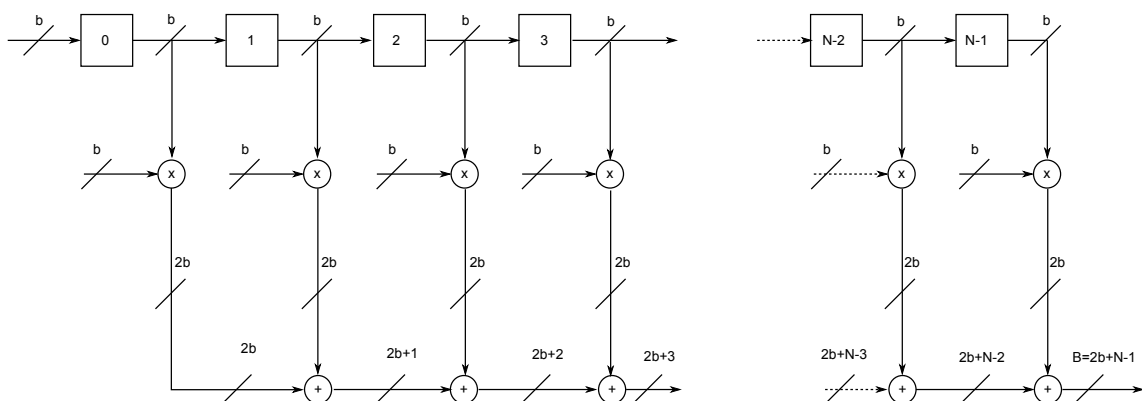 b b b b b b b
0 1 2 3 N-2 N-1
b b b b b b
x x x x x x
2b 2b 2b 2b 2b 2b
2b 2b+1 2b+2 2b+3 2b+N-3 2b+N-2 B=2b+N-1
+ + + + +